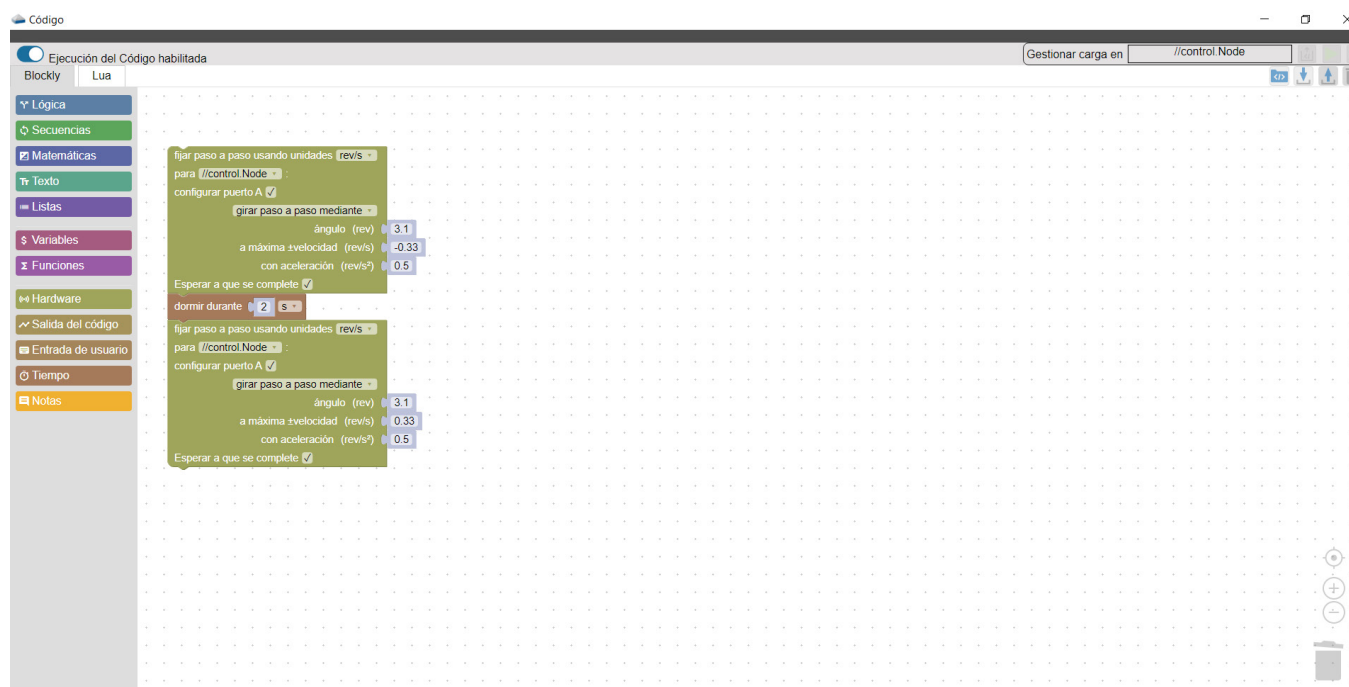 Código
Ejecución del Código habilitada
Gestionar carga en //control.Node
Blockly Lua
Lógica
Secuencias
Matemáticas
Tr Texto
Listas
$ Variables
Σ Funciones
Hardware
Salida del código
Entrada de usuario
Tiempo
Notas
fijar paso a paso usando unidades rev/s
para //control.Node :
configurar puerto A
girar paso a paso mediante
ángulo (rev) 3.1
a máxima ±velocidad (rev/s) -0.33
con aceleración (rev/s²) 0.5
Esperar a que se complete
dormir durante 2 s
fijar paso a paso usando unidades rev/s
para //control.Node :
configurar puerto A
girar paso a paso mediante
ángulo (rev) 3.1
a máxima ±velocidad (rev/s) 0.33
con aceleración (rev/s²) 0.5
Esperar a que se complete